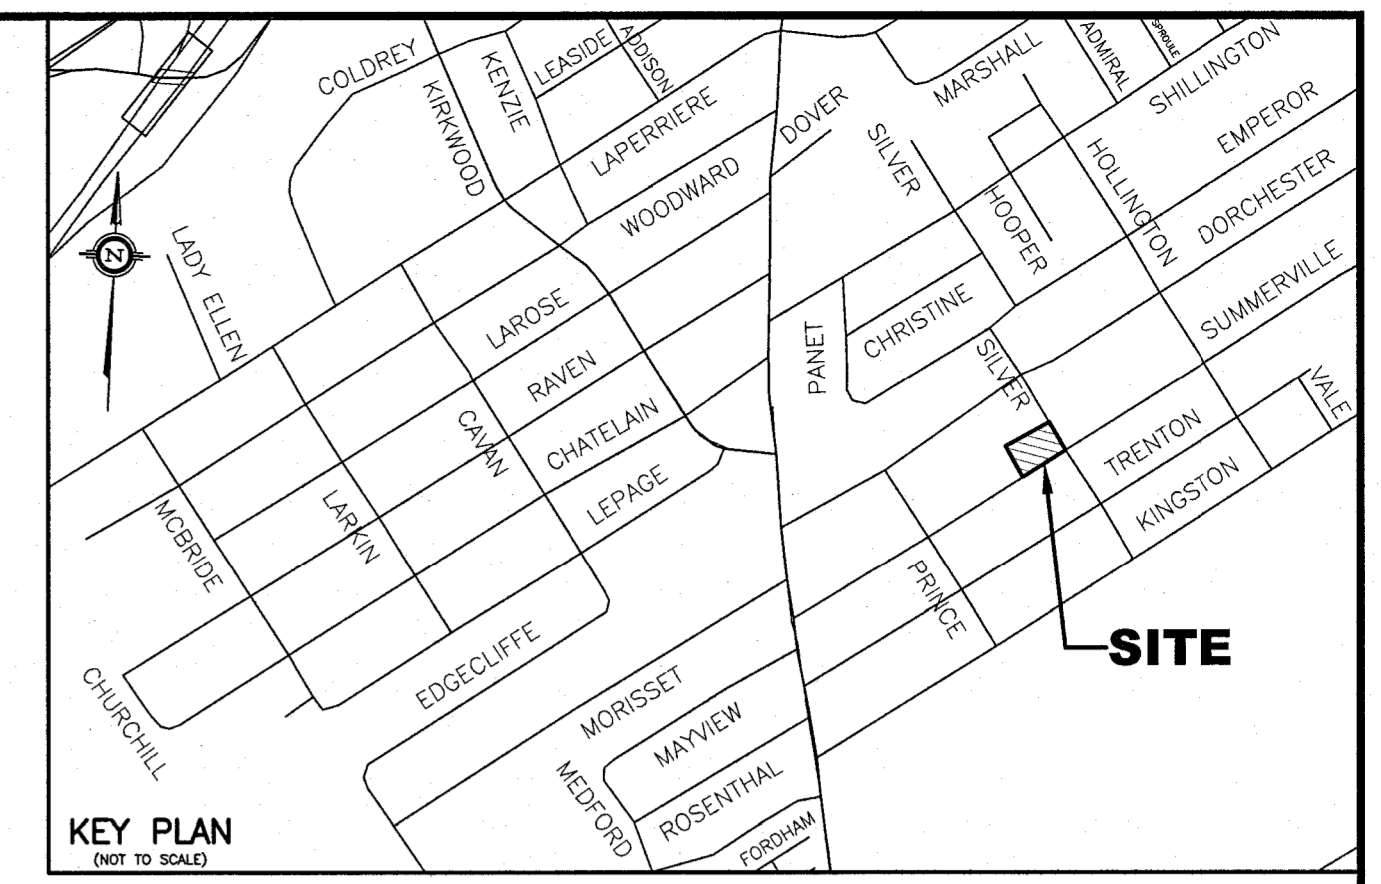 COLDREY
KIRKWOOD
KENZIE
LEASIDE
ADDISON
LAPERRIERE
WOODWARD
DOVER
SILVER
MARSHALL
ADMIRAL
SPROULE
SHILLINGTON
EMPEROR
HOLLINGTON
DORCHESTER
HOOPER
SUMMERVILLE
LADY ELLEN
N
LAROSE
RAVEN
CAVAN
CHATELAIN
LEPAGE
PANET
CHRISTINE
SILVER
VALE
TRENTON
KINGSTON
MCBRIDE
LARKIN
PRINCE
EDGECLIFFE
SITE
CHURCHILL
MORISSET
MAYVIEW
MEDFORD
ROSENTHAL
FORDHAM
KEY PLAN
(NOT TO SCALE)